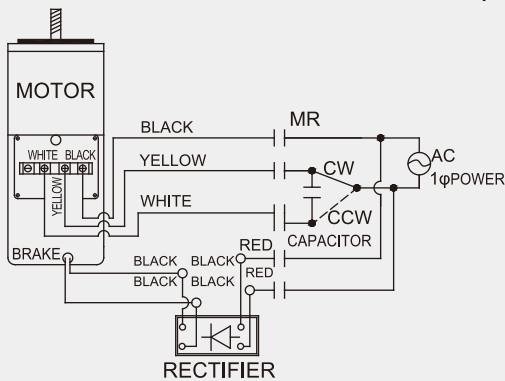 MOTOR
WHITE BLACK
YELLOW
BRAKE
BLACK
YELLOW
WHITE
MR
CW
CCW
CAPACITOR
AC
1φPOWER
BLACK BLACK RED
BLACK BLACK RED
RECTIFIER